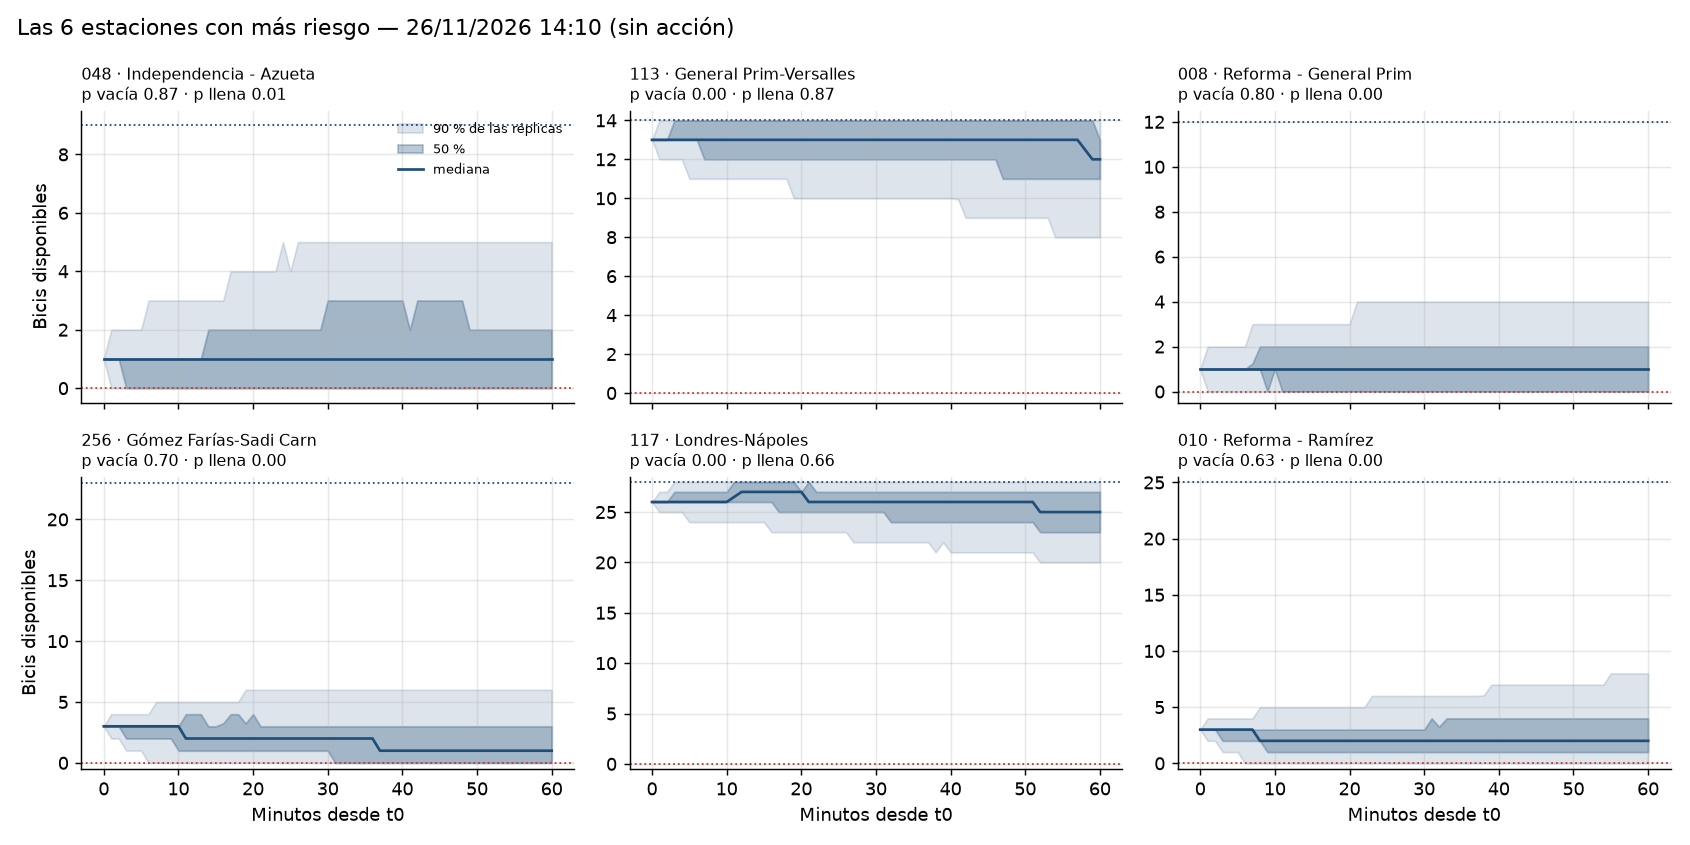 Las 6 estaciones con más riesgo — 26/11/2026 14:10 (sin acción)
048 · Independencia - Azueta
p vacía 0.87 · p llena 0.01
113 · General Prim-Versalles
p vacía 0.00 · p llena 0.87
008 · Reforma - General Prim
p vacía 0.80 · p llena 0.00
Bicis disponibles
8
6
4
2
0
90 % de las réplicas
50 %
mediana
14
12
10
8
6
4
2
0
12
10
8
6
4
2
0
256 · Gómez Farías-Sadi Carn
p vacía 0.70 · p llena 0.00
117 · Londres-Nápoles
p vacía 0.00 · p llena 0.66
010 · Reforma - Ramírez
p vacía 0.63 · p llena 0.00
Bicis disponibles
20
15
10
5
0
0 10 20 30 40 50 60
Minutos desde t0
25
20
15
10
5
0
0 10 20 30 40 50 60
Minutos desde t0
25
20
15
10
5
0
0 10 20 30 40 50 60
Minutos desde t0